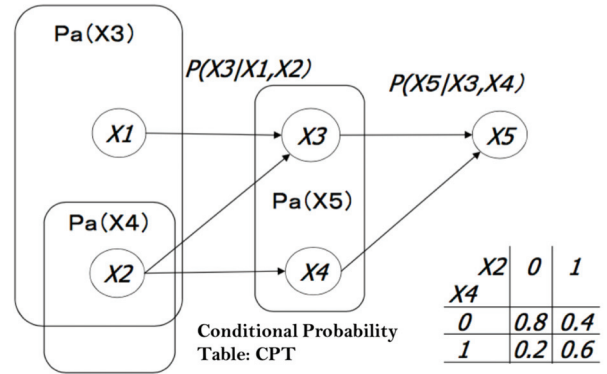 Pa(X3)
P(X3|X1,X2)
P(X5|X3,X4)
X1
X3
X5
Pa(X5)
Pa(X4)
X2
X4
X2 0 1
X4
0 0.8 0.4
1 0.2 0.6
Conditional Probability
Table: CPT